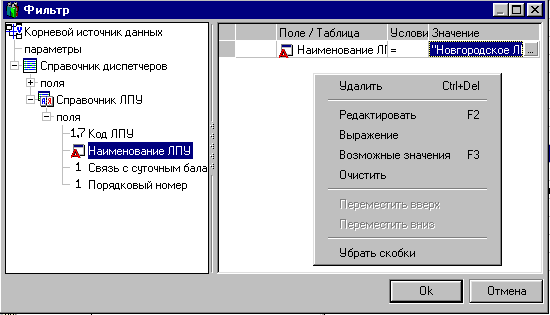 Фильтр
Корневой источник данных
параметры
Справочник диспетчеров
поля
Справочник ЛПУ
поля
1,7 Код ЛПУ
Наименование ЛПУ
1 Связь с суточным бала
1 Порядковый номер
Поле / Таблица Услови Значение
Наименование ЛГ = "Новгородское Л ...
Удалить Ctrl+Del
Редактировать F2
Выражение
Возможные значения F3
Очистить
Переместить вверх
Переместить вниз
Убрать скобки
Ok Отмена